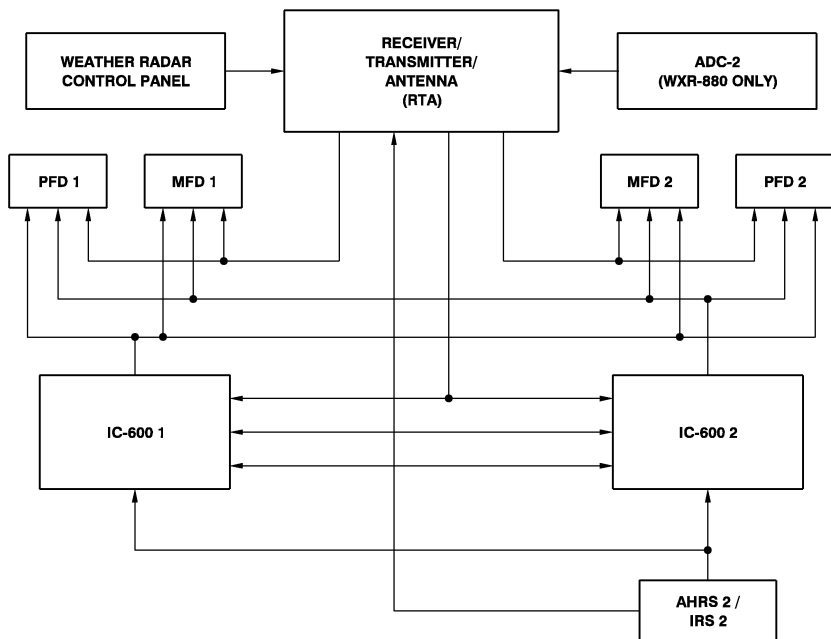 WEATHER RADAR
CONTROL PANEL
RECEIVER/
TRANSMITTER/
ANTENNA
(RTA)
ADC-2
(WXR-880 ONLY)
PFD 1
MFD 1
MFD 2
PFD 2
IC-600 1
IC-600 2
AHRS 2 /
IRS 2